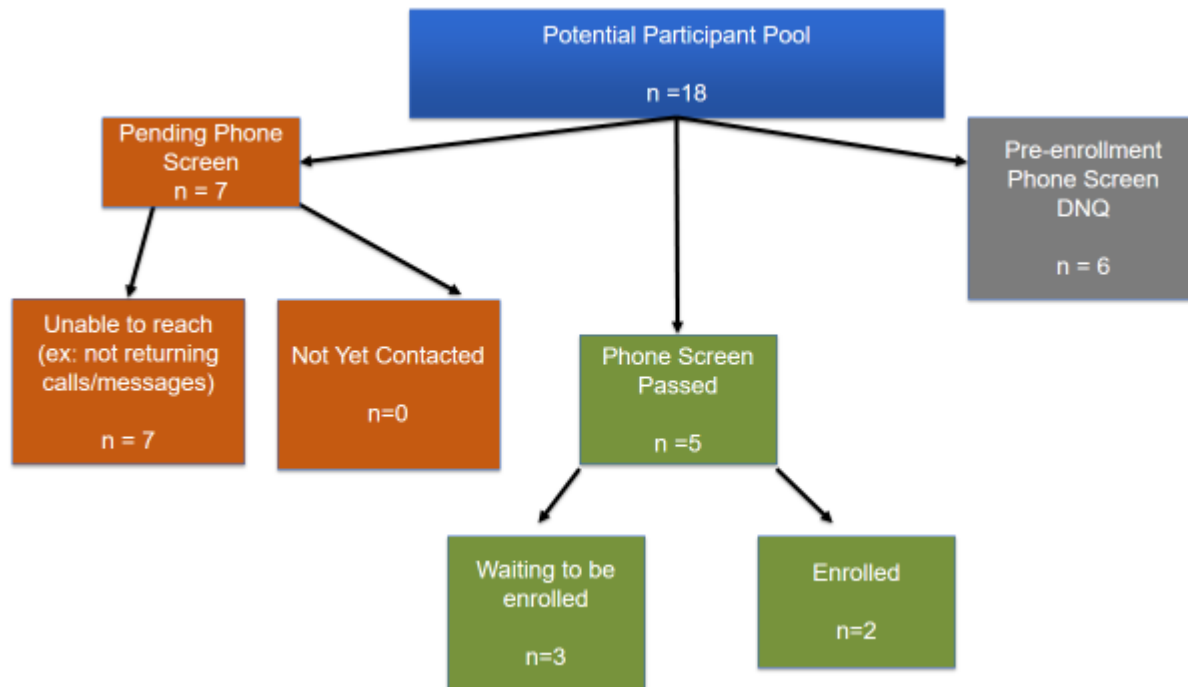 Potential Participant Pool
n =18
Pending Phone
Screen
n = 7
Pre-enrollment
Phone Screen
DNQ
n = 6
Unable to reach
(ex: not returning
calls/messages)
n = 7
Not Yet Contacted
n=0
Phone Screen
Passed
n =5
Waiting to be
enrolled
n=3
Enrolled
n=2